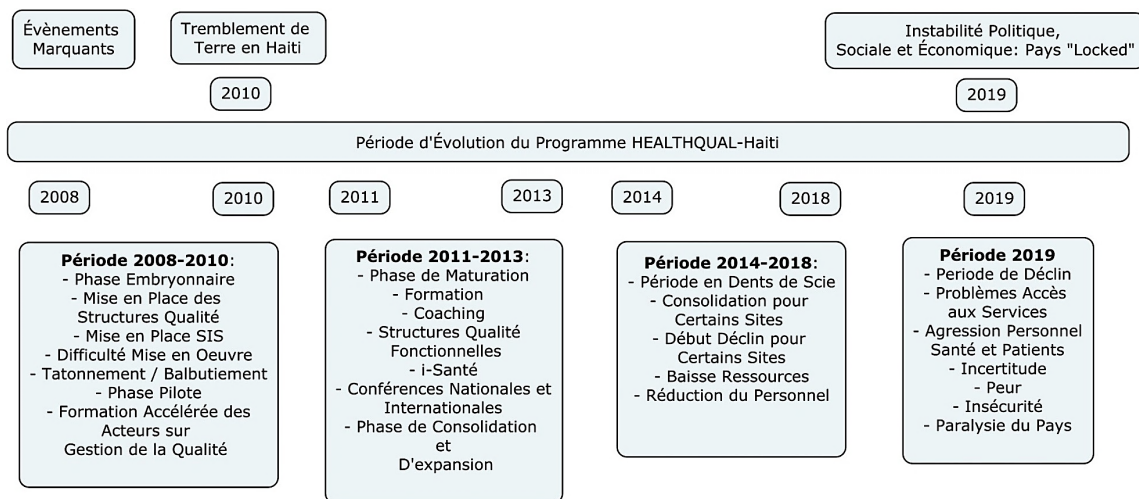 Évènements
Marquants
Tremblement de
Terre en Haiti
Instabilité Politique,
Sociale et Économique: Pays "Locked"
2010
2019
Période d'Évolution du Programme HEALTHQUAL-Haiti
2008
2010
2011
2013
2014
2018
2019
Période 2008-2010:
- Phase Embryonnaire
- Mise en Place des
Structures Qualité
- Mise en Place SIS
- Difficulté Mise en Oeuvre
- Tatonnement / Balbutiement
- Phase Pilote
- Formation Accélérée des
Acteurs sur
Gestion de la Qualité
Période 2011-2013:
- Phase de Maturation
- Formation
- Coaching
- Structures Qualité
Fonctionnelles
- i-Santé
- Conférences Nationales et
Internationales
- Phase de Consolidation
et
D'expansion
Période 2014-2018:
- Période en Dents de Scie
- Consolidation pour
Certains Sites
- Début Déclin pour
Certains Sites
- Baisse Ressources
- Réduction du Personnel
Période 2019
- Periode de Déclin
- Problèmes Accès
aux Services
- Agression Personnel
Santé et Patients
- Incertitude
- Peur
- Insécurité
- Paralysie du Pays